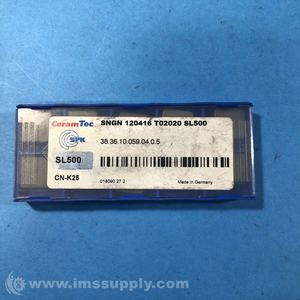 CeramTec
SNGN 120416 T02020 SL500
SPK
38.36.10.059.04.0.5
SL500
CN-K25
018090 27 2
Made in Germany
www.imssupply.com